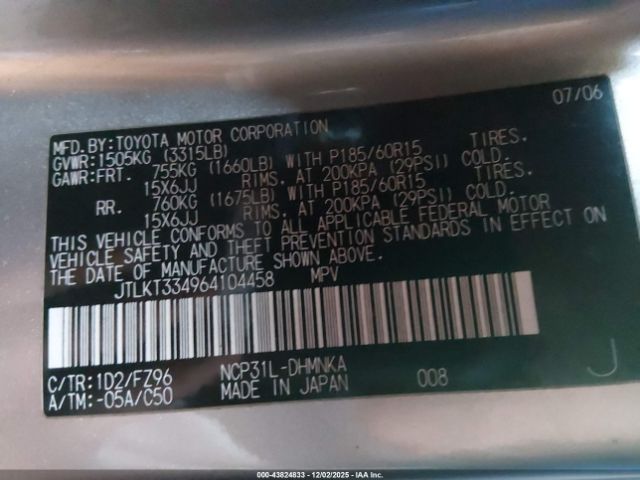 07/06
MFD.BY:TOYOTA MOTOR CORPORATION
GVWR:1505KG (3315LB)
GAWR:FRT. 755KG (1660LB) WITH P185/60R15 TIRES.
15X6JJ RIMS. AT 200KPA (29PSI) COLD.
RR. 760KG (1675LB) WITH P185/60R15 TIRES.
15X6JJ RIMS. AT 200KPA (29PSI) COLD.
THIS VEHICLE CONFORMS TO ALL APPLICABLE FEDERAL MOTOR
VEHICLE SAFETY AND THEFT PREVENTION STANDARDS IN EFFECT ON
THE DATE OF MANUFACTURE SHOWN ABOVE.
JTLKT334964104458 MPV
C/TR:1D2/FZ96 NCP31L-DHMNKA
A/TM:-05A/C50 MADE IN JAPAN 008 J
000-43824833 - 12/02/2025 - IAA Inc.